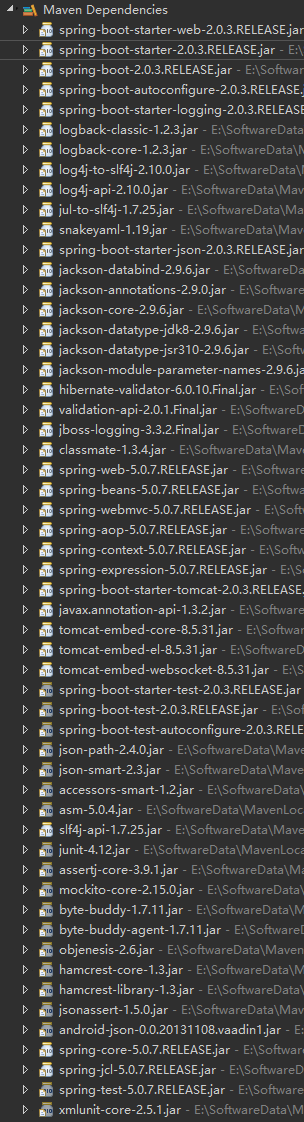 Maven Dependencies
spring-boot-starter-web-2.0.3.RELEASE.jar
spring-boot-starter-2.0.3.RELEASE.jar - E:\
spring-boot-2.0.3.RELEASE.jar - E:\Software
spring-boot-autoconfigure-2.0.3.RELEASE.jar
spring-boot-starter-logging-2.0.3.RELEASE.
logback-classic-1.2.3.jar - E:\SoftwareData\
logback-core-1.2.3.jar - E:\SoftwareData\M
log4j-to-slf4j-2.10.0.jar - E:\SoftwareData\
log4j-api-2.10.0.jar - E:\SoftwareData\Mav
jul-to-slf4j-1.7.25.jar - E:\SoftwareData\Ma
snakeyaml-1.19.jar - E:\SoftwareData\Mave
spring-boot-starter-json-2.0.3.RELEASE.jar
jackson-databind-2.9.6.jar - E:\SoftwareDa
jackson-annotations-2.9.0.jar - E:\Software
jackson-core-2.9.6.jar - E:\SoftwareData\M
jackson-datatype-jdk8-2.9.6.jar - E:\Softwa
jackson-datatype-jsr310-2.9.6.jar - E:\Softw
jackson-module-parameter-names-2.9.6.ja
hibernate-validator-6.0.10.Final.jar - E:\Sof
validation-api-2.0.1.Final.jar - E:\SoftwareD
jboss-logging-3.3.2.Final.jar - E:\SoftwareD
classmate-1.3.4.jar - E:\SoftwareData\Mav
spring-web-5.0.7.RELEASE.jar - E:\Software
spring-beans-5.0.7.RELEASE.jar - E:\Softwa
spring-webmvc-5.0.7.RELEASE.jar - E:\Soft
spring-aop-5.0.7.RELEASE.jar - E:\Software
spring-context-5.0.7.RELEASE.jar - E:\Softw
spring-expression-5.0.7.RELEASE.jar - E:\So
spring-boot-starter-tomcat-2.0.3.RELEASE.
javax.annotation-api-1.3.2.jar - E:\Software
tomcat-embed-core-8.5.31.jar - E:\Softwar
tomcat-embed-el-8.5.31.jar - E:\SoftwareD
tomcat-embed-websocket-8.5.31.jar - E:\S
spring-boot-starter-test-2.0.3.RELEASE.jar
spring-boot-test-2.0.3.RELEASE.jar - E:\Sof
spring-boot-test-autoconfigure-2.0.3.RELE
json-path-2.4.0.jar - E:\SoftwareData\Mave
json-smart-2.3.jar - E:\SoftwareData\Mave
accessors-smart-1.2.jar - E:\SoftwareData\
asm-5.0.4.jar - E:\SoftwareData\MavenLoca
slf4j-api-1.7.25.jar - E:\SoftwareData\Mav
junit-4.12.jar - E:\SoftwareData\MavenLoca
assertj-core-3.9.1.jar - E:\SoftwareData\M
mockito-core-2.15.0.jar - E:\SoftwareData\
byte-buddy-1.7.11.jar - E:\SoftwareData\M
byte-buddy-agent-1.7.11.jar - E:\Software
objenesis-2.6.jar - E:\SoftwareData\Maven
hamcrest-core-1.3.jar - E:\SoftwareData\M
hamcrest-library-1.3.jar - E:\SoftwareData\
jsonassert-1.5.0.jar - E:\SoftwareData\Mav
android-json-0.0.20131108.vaadin1.jar - E:
spring-core-5.0.7.RELEASE.jar - E:\Softwar
spring-jcl-5.0.7.RELEASE.jar - E:\SoftwareD
spring-test-5.0.7.RELEASE.jar - E:\Software
xmlunit-core-2.5.1.jar - E:\SoftwareData\M